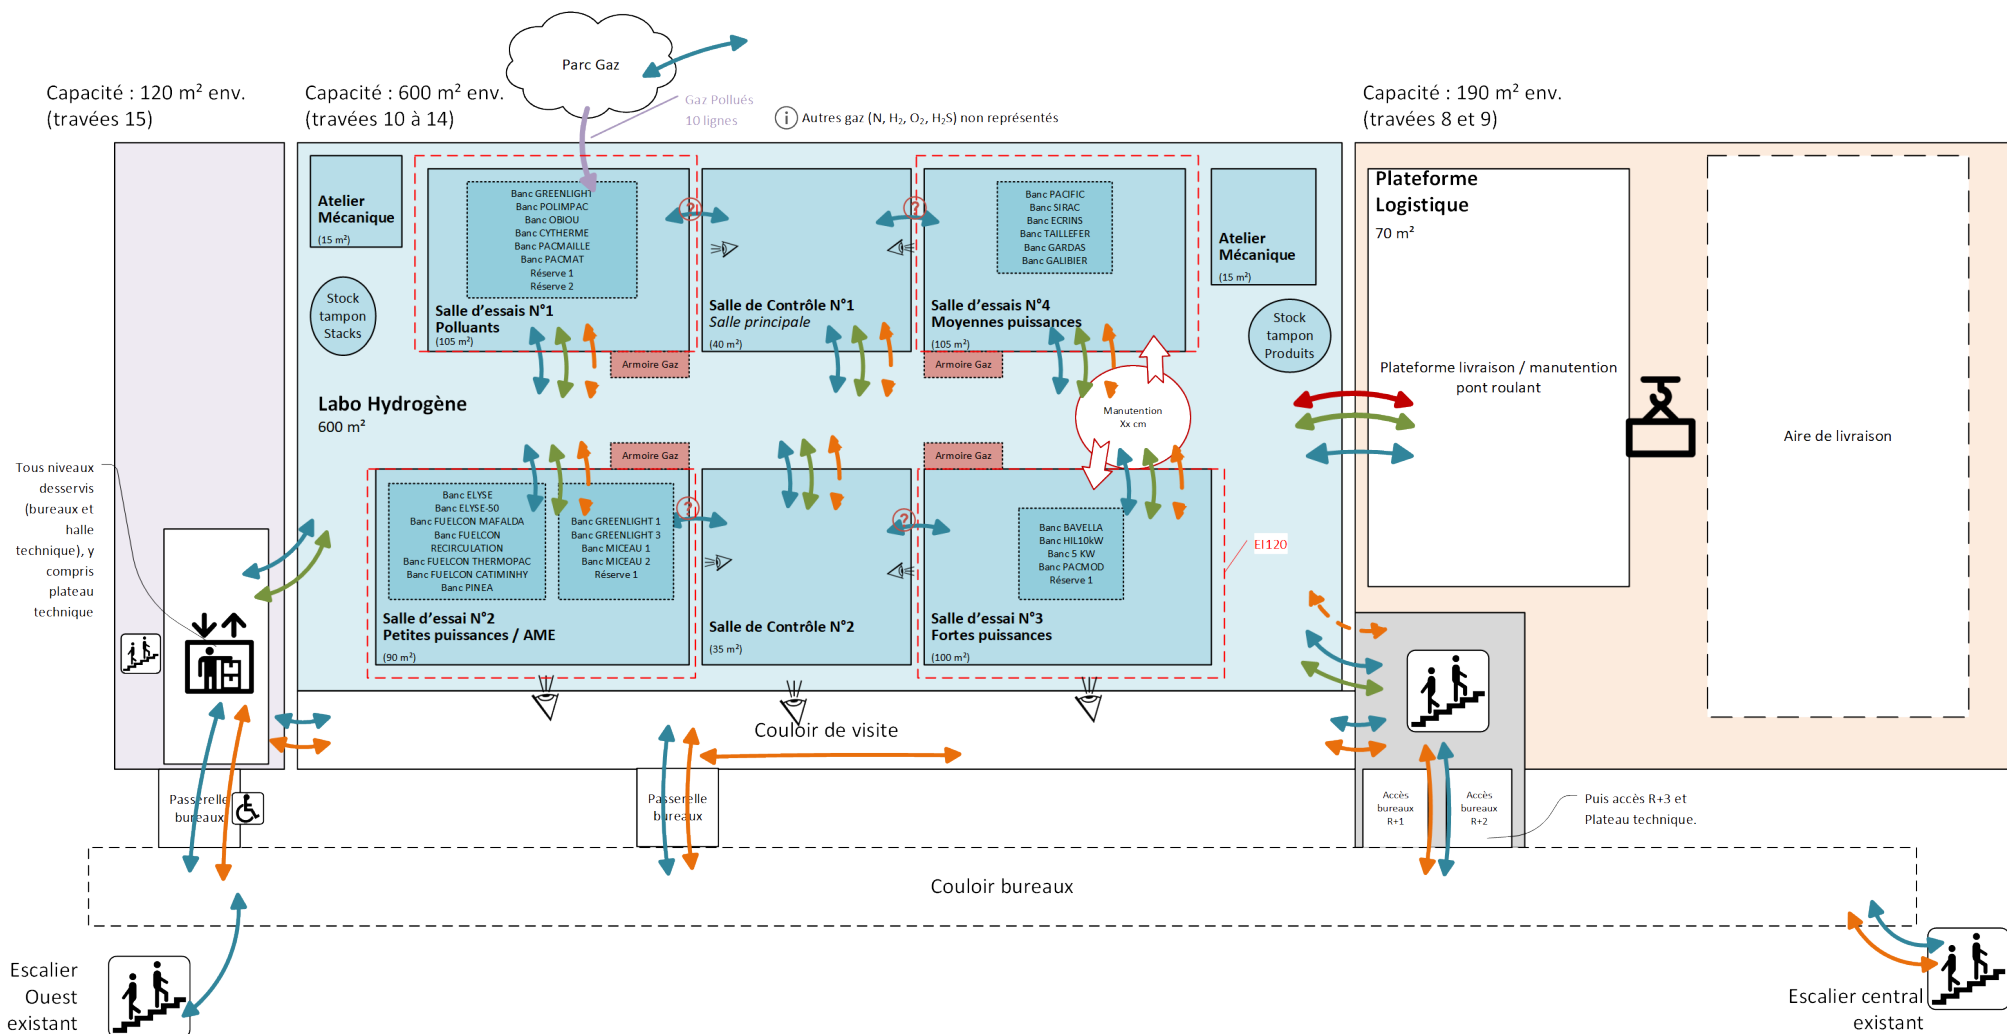 Parc Gaz
Capacité : 120 m² env.
(travées 15)
Capacité : 600 m² env.
(travées 10 à 14)
Gaz Pollués
10 lignes
i Autres gaz (N, H₂, O₂, H₂S) non représentés
Capacité : 190 m² env.
(travées 8 et 9)
Atelier
Mécanique
(15 m²)
Banc GREENLIGHT
Banc POLIMPAC
Banc OBIOU
Banc CYTHERME
Banc PACMAILLE
Banc PACMAT
Réserve 1
Réserve 2
Salle d'essais N°1
Polluants
(105 m²)
?
Salle de Contrôle N°1
Salle principale
(40 m²)
?
Banc PACIFIC
Banc SIRAC
Banc ECRINS
Banc TAILLEFER
Banc GARDAS
Banc GALIBIER
Salle d'essais N°4
Moyennes puissances
(105 m²)
Atelier
Mécanique
(15 m²)
Plateforme
Logistique
70 m²
Stock
tampon
Stacks
Stock
tampon
Produits
Armoire Gaz
Armoire Gaz
Plateforme livraison / manutention
pont roulant
Labo Hydrogène
600 m²
Manutention
Xx cm
Aire de livraison
Armoire Gaz
Armoire Gaz
Tous niveaux
desservis
(bureaux et
halle
technique), y
compris
plateau
technique
Banc ELYSE
Banc ELYSE-50
Banc FUELCON MAFALDA
Banc FUELCON
RECIRCULATION
Banc FUELCON THERMOPAC
Banc FUELCON CATIMINHY
Banc PINEA
Banc GREENLIGHT 1
Banc GREENLIGHT 3
Banc MICEAU 1
Banc MICEAU 2
Réserve 1
?
?
Banc BAVELLA
Banc HIL10kW
Banc 5 KW
Banc PACMOD
Réserve 1
EI120
Salle d'essai N°2
Petites puissances / AME
(90 m²)
Salle de Contrôle N°2
(35 m²)
Salle d'essai N°3
Fortes puissances
(100 m²)
Couloir de visite
Passerelle
bureaux
Passerelle
bureaux
Accès
bureaux
R+1
Accès
bureaux
R+2
Puis accès R+3 et
Plateau technique.
Couloir bureaux
Escalier
Ouest
existant
Escalier central
existant